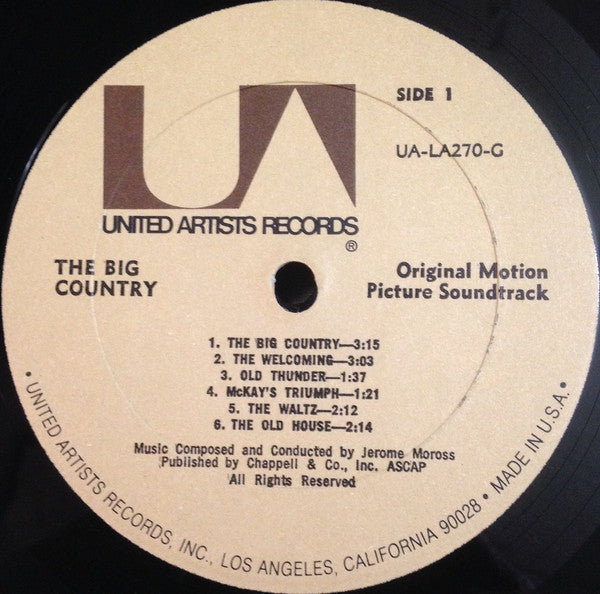 UA
SIDE 1
UA-LA270-G
UNITED ARTISTS RECORDS
®
THE BIG
COUNTRY
Original Motion
Picture Soundtrack
1. THE BIG COUNTRY—3:15
2. THE WELCOMING—3:03
3. OLD THUNDER—1:37
4. McKAY'S TRIUMPH—1:21
5. THE WALTZ—2:12
6. THE OLD HOUSE—2:14
Music Composed and Conducted by Jerome Moross
Published by Chappell & Co., Inc. ASCAP
All Rights Reserved
• UNITED ARTISTS RECORDS, INC., LOS ANGELES, CALIFORNIA 90028 • MADE IN U.S.A. •